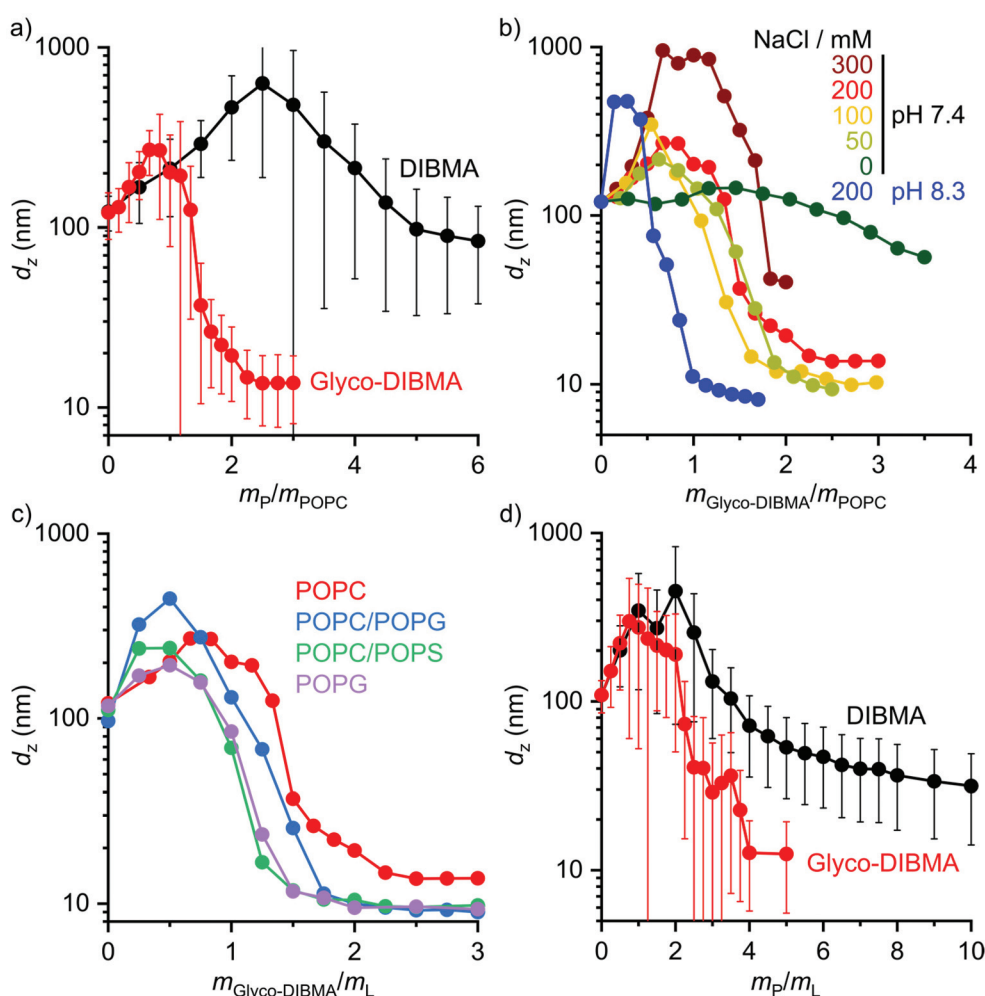 a)
1000
100
10
d_z (nm)
DIBMA
Glyco-DIBMA
0 2 4 6
m_P/m_POPC
b)
1000
100
10
d_z (nm)
NaCl / mM
300
200
100
50
0
pH 7.4
200 pH 8.3
0 1 2 3 4
m_Glyco-DIBMA/m_POPC
c)
1000
100
10
d_z (nm)
POPC
POPC/POPG
POPC/POPS
POPG
0 1 2 3
m_Glyco-DIBMA/m_L
d)
1000
100
10
d_z (nm)
DIBMA
Glyco-DIBMA
0 2 4 6 8 10
m_P/m_L